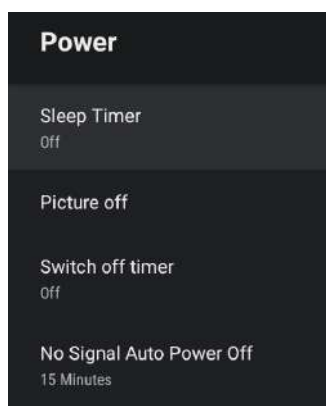 Power
Sleep Timer
Off
Picture off
Switch off timer
Off
No Signal Auto Power Off
15 Minutes